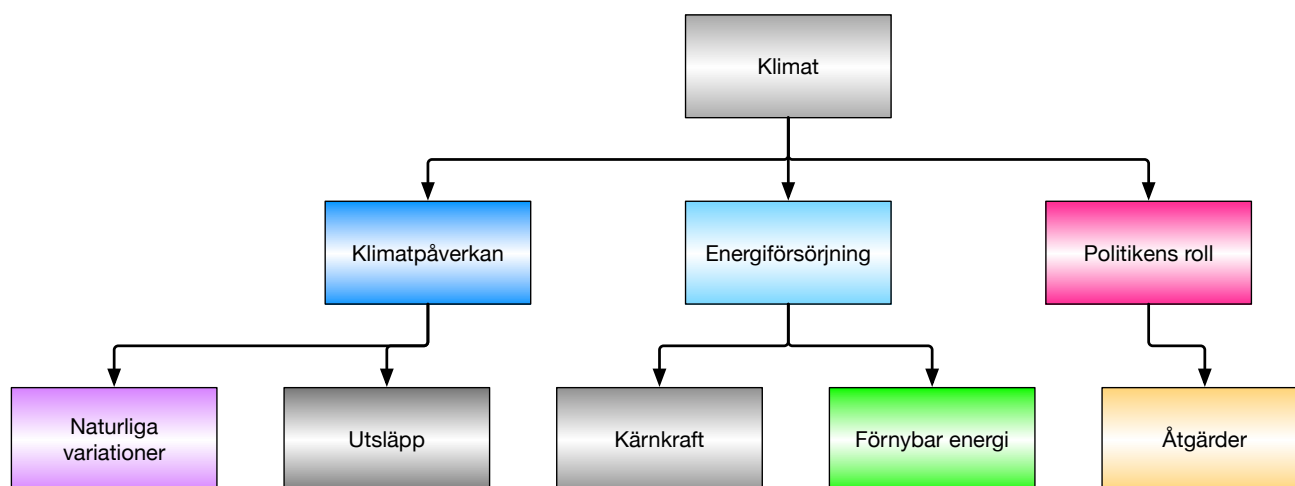 Klimat
Klimatpåverkan
Energiförsörjning
Politikens roll
Naturliga
variationer
Utsläpp
Kärnkraft
Förnybar energi
Åtgärder